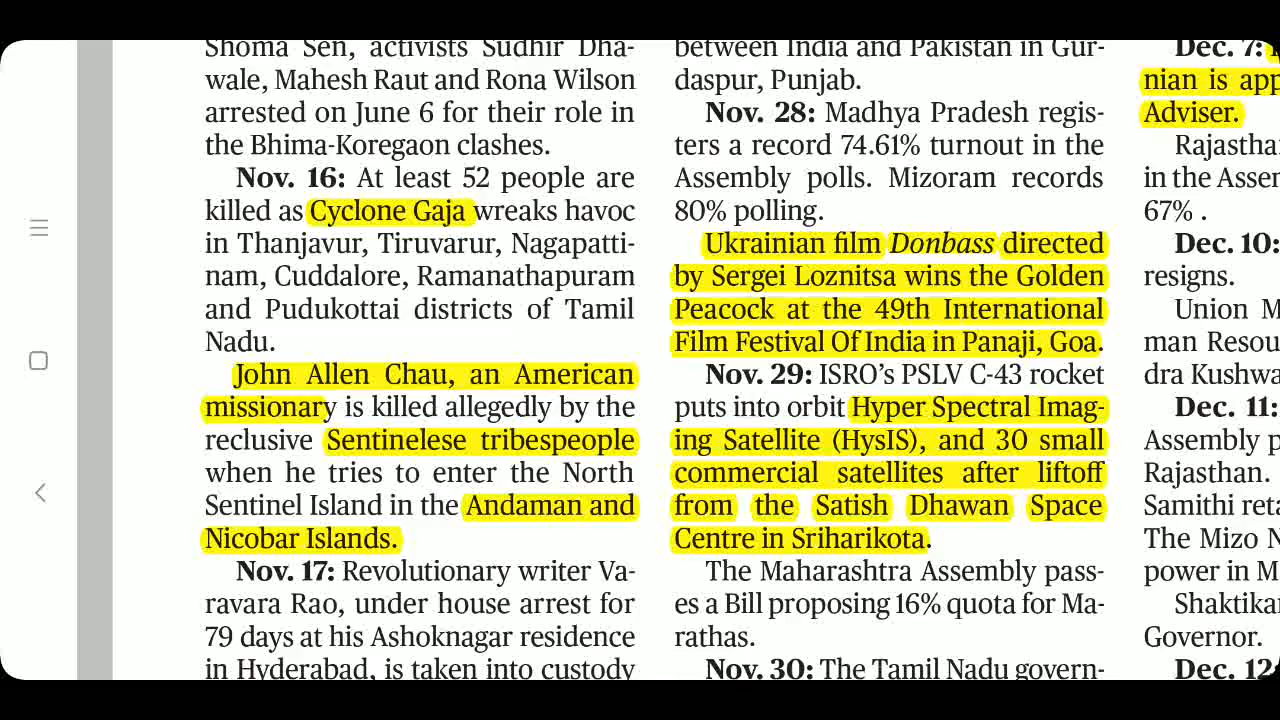 Shoma Sen, activists Sudhir Dha-
wale, Mahesh Raut and Rona Wilson
arrested on June 6 for their role in
the Bhima-Koregaon clashes.
Nov. 16: At least 52 people are
killed as Cyclone Gaja wreaks havoc
in Thanjavur, Tiruvarur, Nagapatti-
nam, Cuddalore, Ramanathapuram
and Pudukottai districts of Tamil
Nadu.
John Allen Chau, an American
missionary is killed allegedly by the
reclusive Sentinelese tribespeople
when he tries to enter the North
Sentinel Island in the Andaman and
Nicobar Islands.
Nov. 17: Revolutionary writer Va-
ravara Rao, under house arrest for
79 days at his Ashoknagar residence
in Hyderabad, is taken into custody
between India and Pakistan in Gur-
daspur, Punjab.
Nov. 28: Madhya Pradesh regis-
ters a record 74.61% turnout in the
Assembly polls. Mizoram records
80% polling.
Ukrainian film Donbass directed
by Sergei Loznitsa wins the Golden
Peacock at the 49th International
Film Festival Of India in Panaji, Goa.
Nov. 29: ISRO's PSLV C-43 rocket
puts into orbit Hyper Spectral Imag-
ing Satellite (HysIS), and 30 small
commercial satellites after liftoff
from the Satish Dhawan Space
Centre in Sriharikota.
The Maharashtra Assembly pass-
es a Bill proposing 16% quota for Ma-
rathas.
Nov. 30: The Tamil Nadu govern-
Dec. 7:
nian is app
Adviser.
Rajastha
in the Assem
67% .
Dec. 10:
resigns.
Union M
man Resou
dra Kushwa
Dec. 11:
Assembly p
Rajasthan.
Samithi reta
The Mizo N
power in M
Shaktika
Governor.
Dec. 12